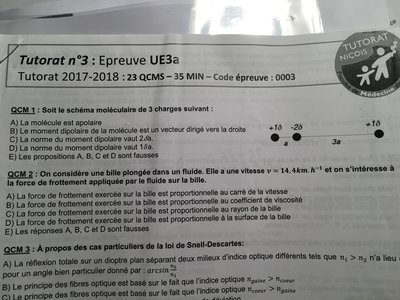 Tutorat n°3 : Epreuve UE3a
Tutorat 2017-2018 : 23 QCMS – 35 MIN – Code épreuve : 0003
TUTORAT NIÇOIS
Médecine
QCM 1 : Soit le schéma moléculaire de 3 charges suivant :
A) La molécule est apolaire
B) Le moment dipolaire de la molécule est un vecteur dirigé vers la droite
C) La norme du moment dipolaire vaut 2δa.
D) La norme du moment dipolaire vaut 1δa.
E) Les propositions A, B, C et D sont fausses
+1δ -2δ +1δ
a 3a
QCM 2 : On considère une bille plongée dans un fluide. Elle a une vitesse v = 14,4km.h⁻¹ et on s'intéresse à
la force de frottement appliquée par le fluide sur la bille.
A) La force de frottement exercée sur la bille est proportionnelle au carré de la vitesse
B) La force de frottement exercée sur la bille est proportionnelle au coefficient de viscosité
C) La force de frottement exercée sur la bille est proportionnelle au rayon de la bille
D) La force de frottement exercée sur la bille est proportionnelle à la surface de la bille
E) Les réponses A, B, C et D sont fausses
QCM 3 : À propos des cas particuliers de la loi de Snell-Descartes:
A) La réflexion totale sur un dioptre plan séparant deux milieux d'indice optique différents tels que n₁ > n₂ n'a lieu
pour un angle bien particulier donné par : arcsin n₂/n₁
B) Le principe des fibres optique est basé sur le fait que l'indice optique n gaine > n coeur
C) Le principe des fibres optique est basé sur le fait que l'indice optique n coeur > n gaine